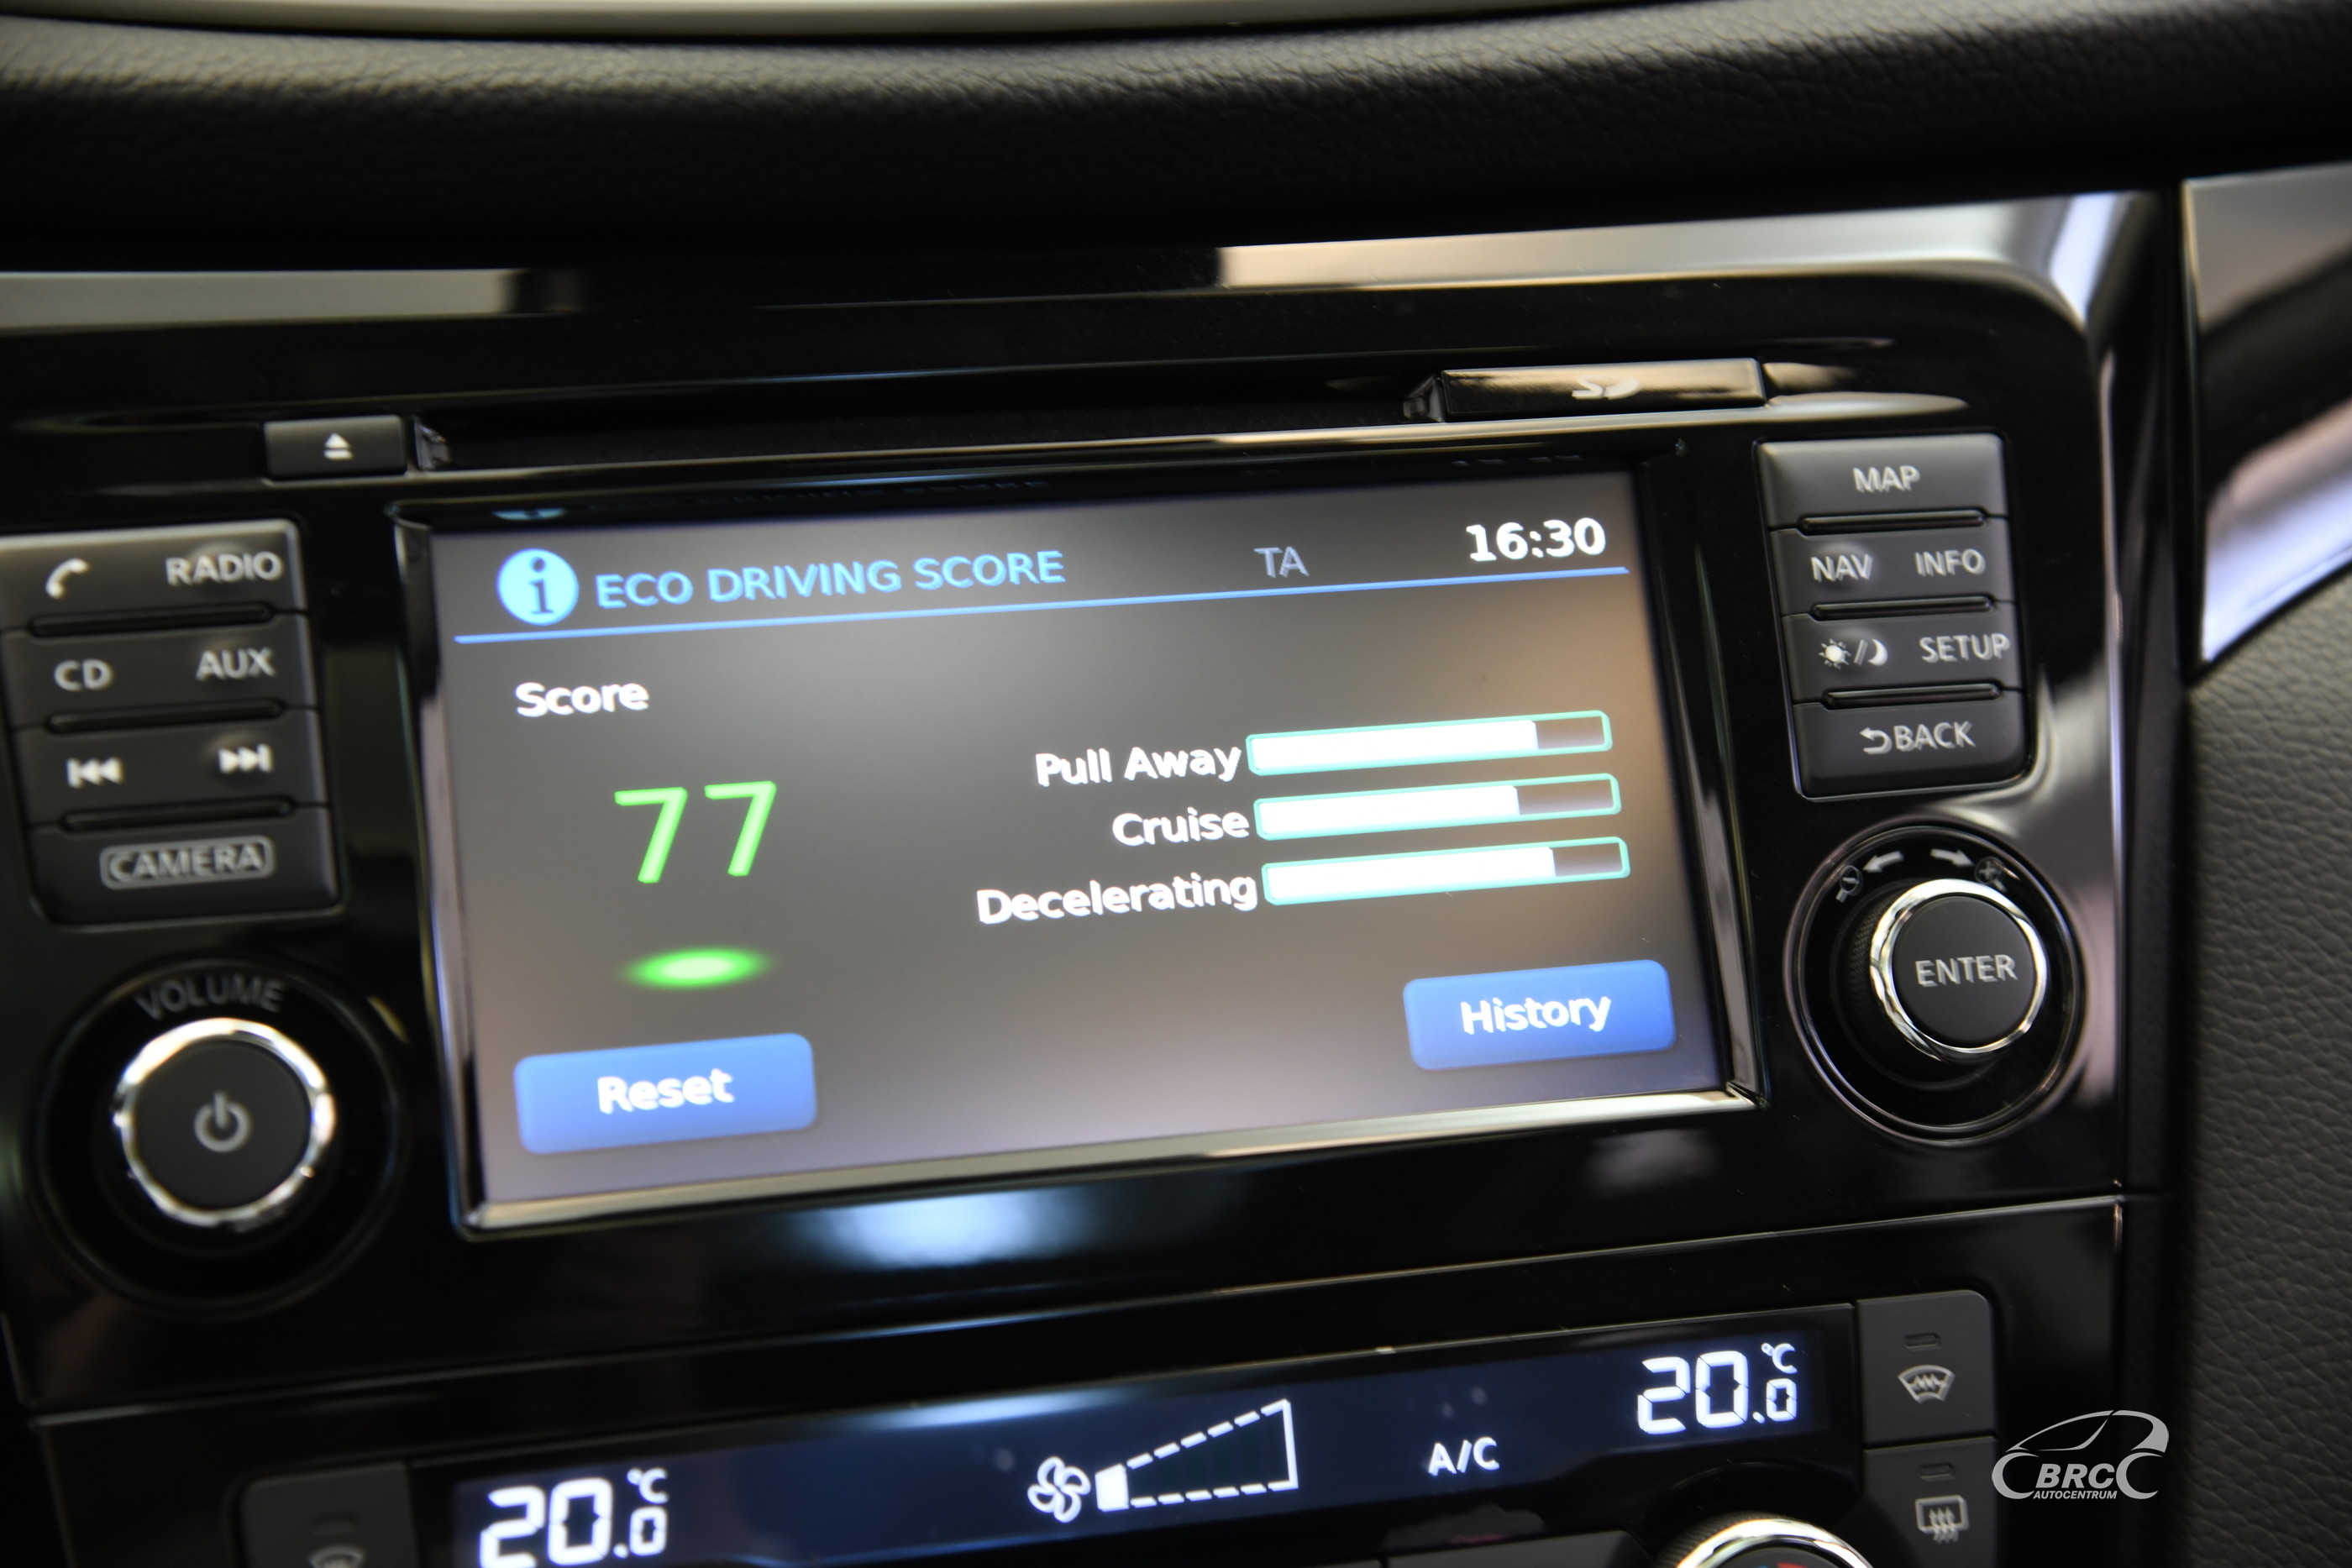 SD
MAP
RADIO
ECO DRIVING SCORE TA 16:30
NAV INFO
CD AUX
SETUP
Score
BACK
Pull Away
77
Cruise
CAMERA
Decelerating
ENTER
VOLUME
History
Reset
20.0 °C
A/C
20.0 °C
BRC
AUTOCENTRUM